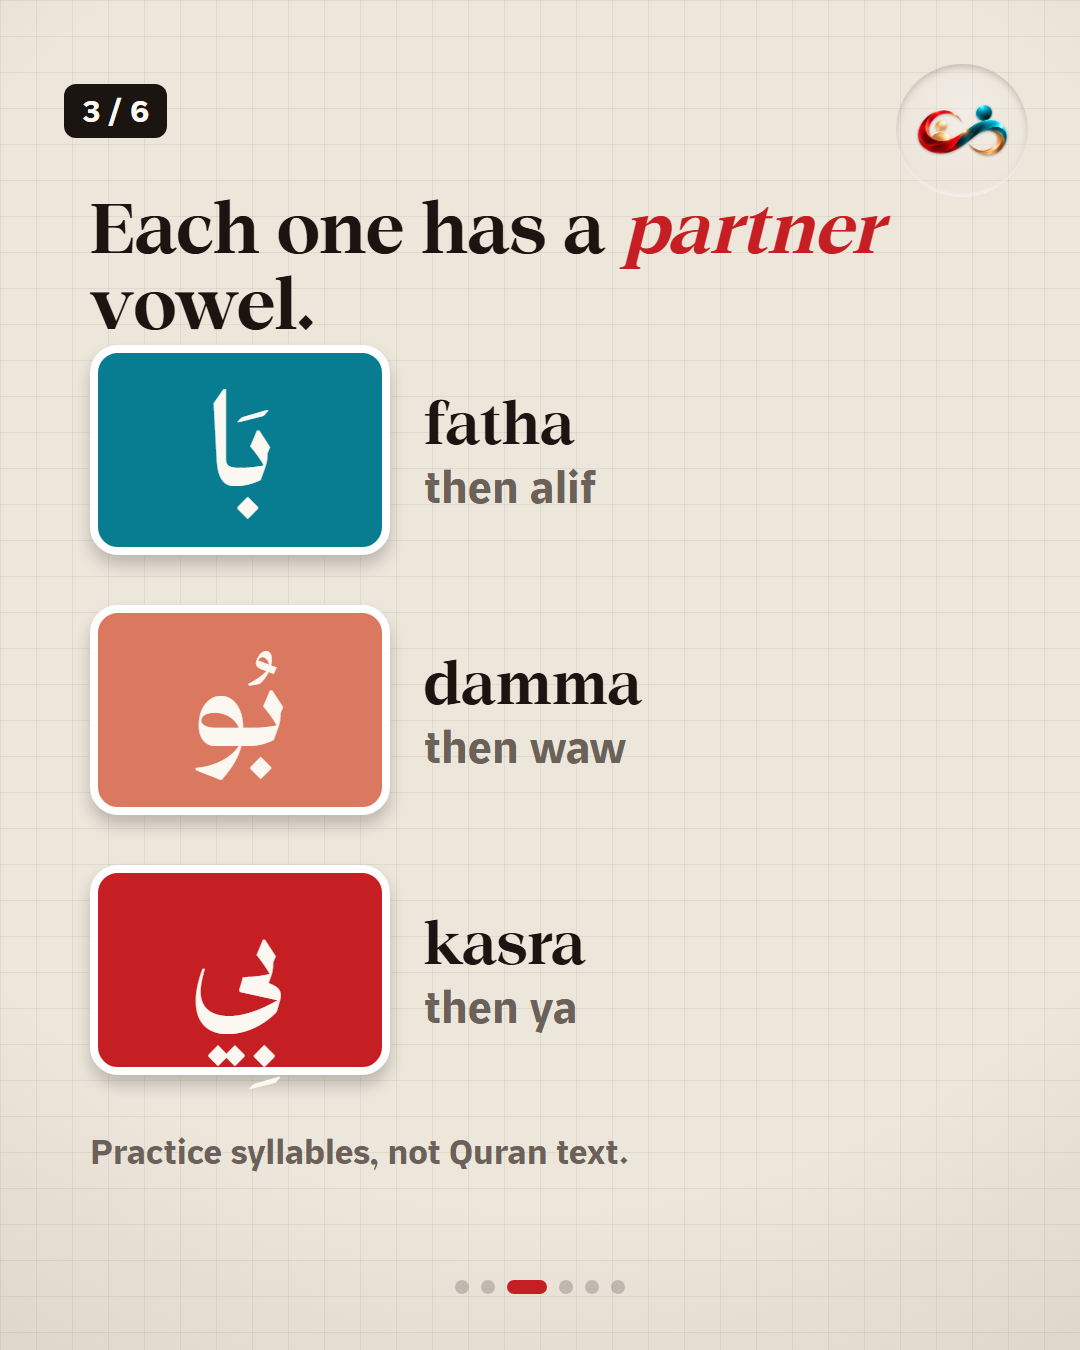 3 / 6
Each one has a partner
vowel.
بَا
fatha
then alif
بُو
damma
then waw
بِي
kasra
then ya
Practice syllables, not Quran text.